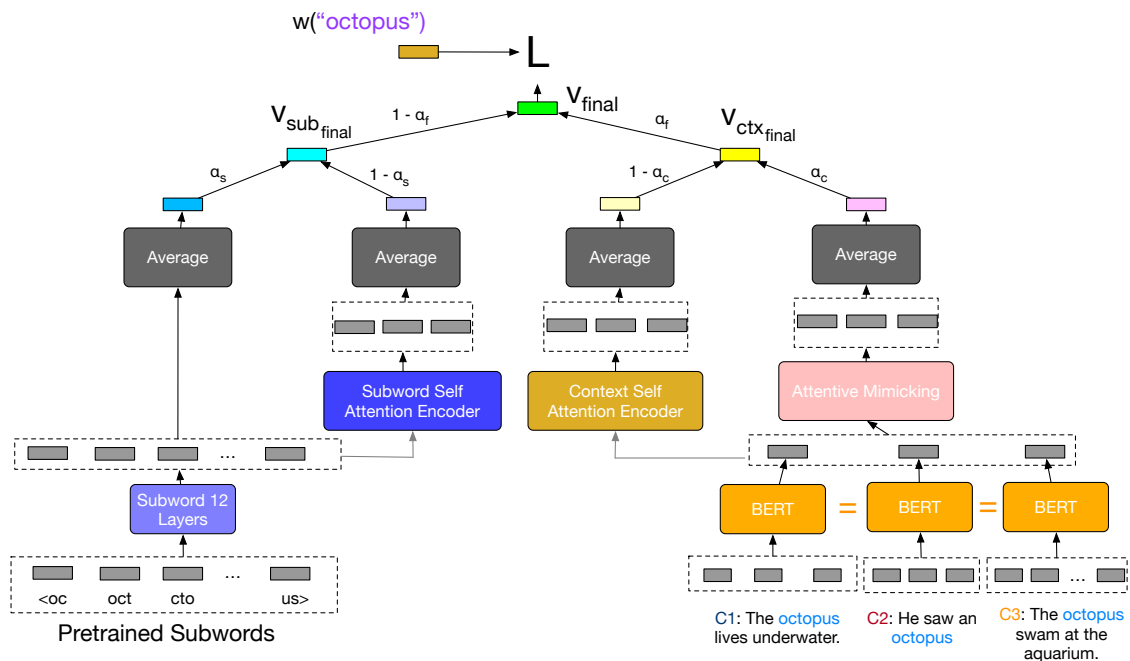 w(“octopus”)
L
v_final
v_sub_final
1 - α_f
α_f
v_ctx_final
α_s
1 - α_s
1 - α_c
α_c
Average
Average
Average
Average
Subword Self
Attention Encoder
Context Self
Attention Encoder
Attentive Mimicking
...
Subword 12
Layers
BERT
=
BERT
=
BERT
...
...
<oc
oct
cto
us>
Pretrained Subwords
C1: The octopus
lives underwater.
C2: He saw an
octopus
C3: The octopus
swam at the
aquarium.